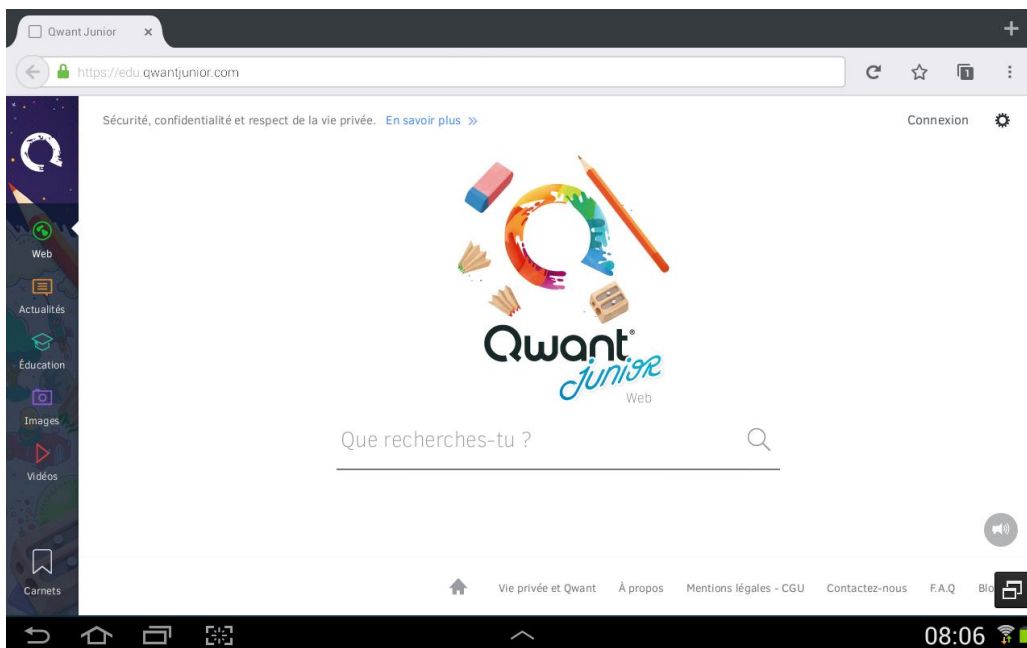 Qwant Junior
https://edu.qwantjunior.com
1
Sécurité, confidentialité et respect de la vie privée. En savoir plus »
Connexion
Web
Actualités
Éducation
Images
Vidéos
Carnets
Qwant
junior
Web
Que recherches-tu ?
Vie privée et Qwant
À propos
Mentions légales - CGU
Contactez-nous
F.A.Q
Blo
08:06